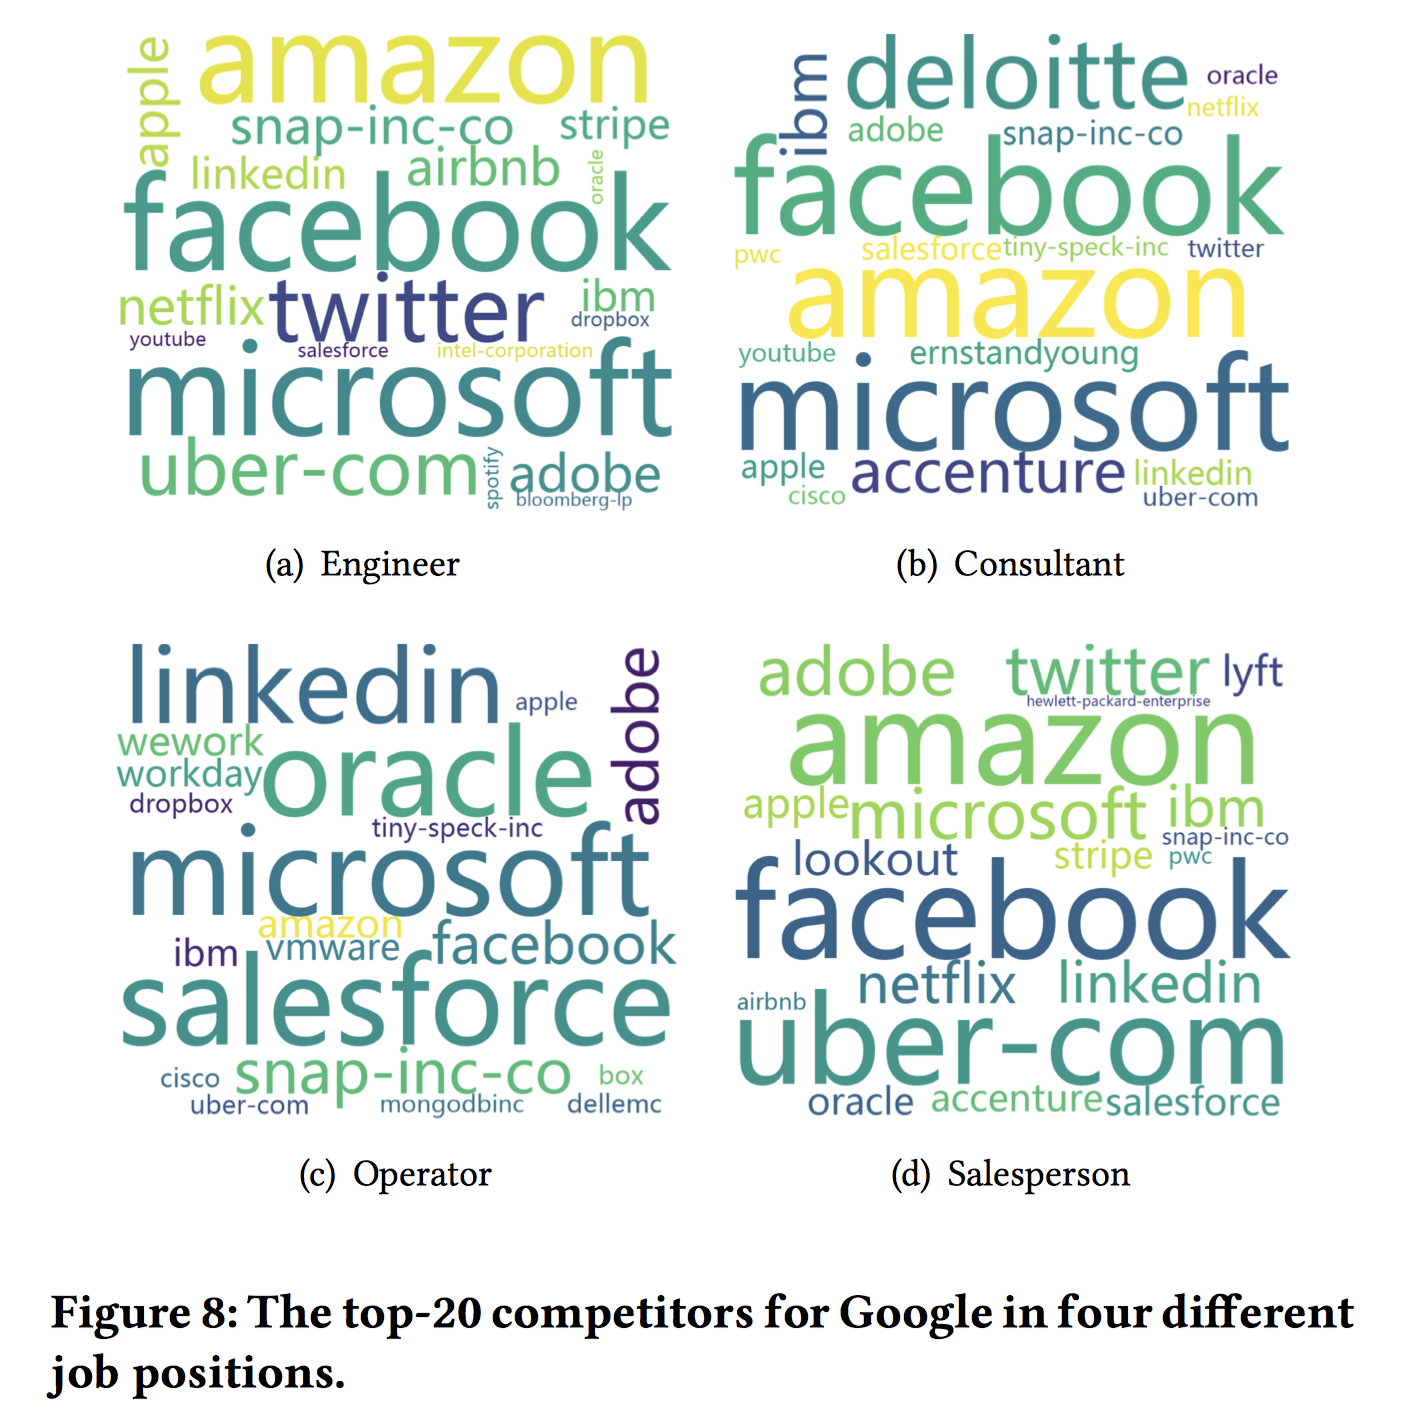 apple
amazon
snap-inc-co
stripe
linkedin
airbnb
oracle
facebook
netflix
twitter
ibm
dropbox
youtube
salesforce
intel-corporation
microsoft
uber-com
spotify
adobe
bloomberg-lp
(a) Engineer
ibm
deloitte
oracle
netflix
adobe
snap-inc-co
facebook
pwc
salesforce
tiny-speck-inc
twitter
amazon
youtube
ernstandyoung
microsoft
apple
accenture
linkedin
cisco
uber-com
(b) Consultant
linkedin
apple
adobe
wework
workday
oracle
dropbox
tiny-speck-inc
microsoft
amazon
ibm
vmware
facebook
salesforce
cisco
snap-inc-co
box
uber-com
mongodbinc
dellemc
(c) Operator
adobe
twitter
lyft
hewlett-packard-enterprise
amazon
apple
microsoft
ibm
snap-inc-co
lookout
stripe
pwc
facebook
netflix
linkedin
airbnb
uber-com
oracle
accenture
salesforce
(d) Salesperson
Figure 8: The top-20 competitors for Google in four different
job positions.